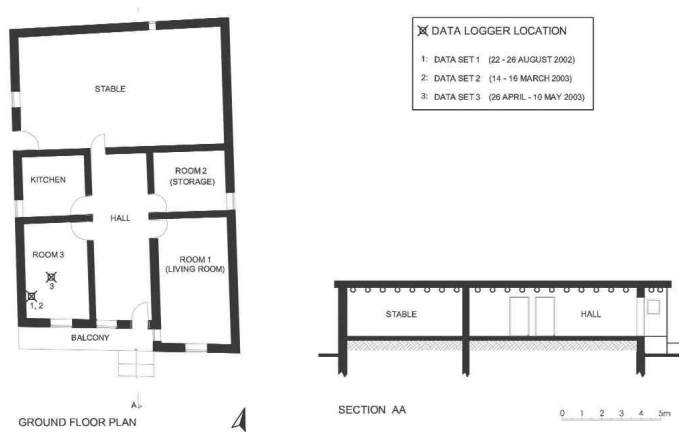 STABLE
KITCHEN
ROOM 2
(STORAGE)
HALL
ROOM 3
3
1, 2
ROOM 1
(LIVING ROOM)
BALCONY
A
GROUND FLOOR PLAN
DATA LOGGER LOCATION
1: DATA SET 1 (22 - 26 AUGUST 2002)
2: DATA SET 2 (14 - 16 MARCH 2003)
3: DATA SET 3 (26 APRIL - 10 MAY 2003)
STABLE
HALL
SECTION AA
0 1 2 3 4 5m